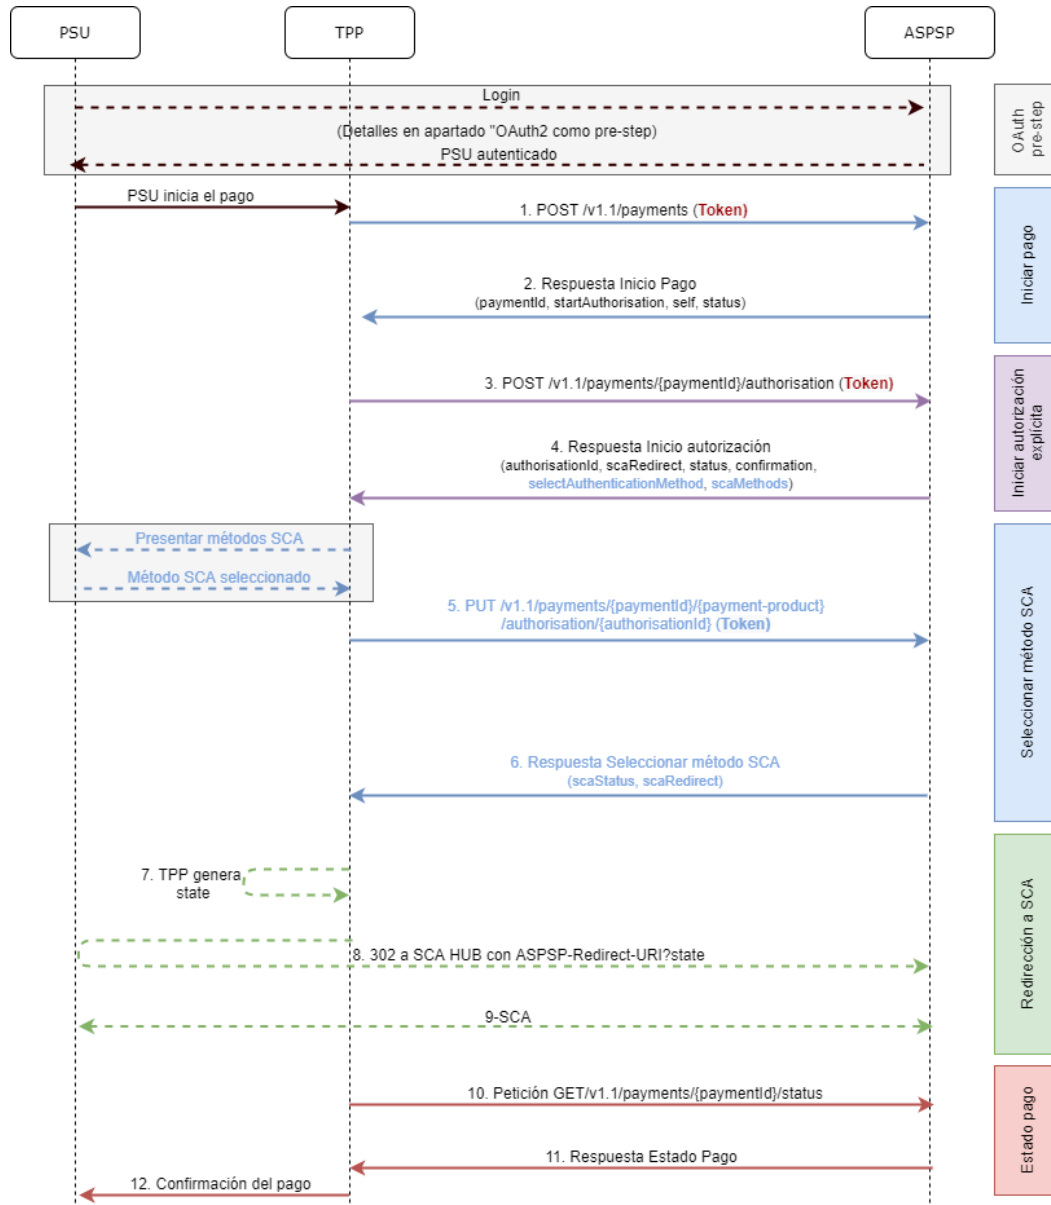 PSU
TPP
ASPSP
Login
(Detalles en apartado "OAuth2 como pre-step)
PSU autenticado
OAuth
pre-step
PSU inicia el pago
1. POST /v1.1/payments (Token)
2. Respuesta Inicio Pago
(paymentId, startAuthorisation, self, status)
Iniciar pago
3. POST /v1.1/payments/{paymentId}/authorisation (Token)
4. Respuesta Inicio autorización
(authorisationId, scaRedirect, status, confirmation,
selectAuthenticationMethod, scaMethods)
Iniciar autorización
explícita
Presentar métodos SCA
Método SCA seleccionado
5. PUT /v1.1/payments/{paymentId}/{payment-product}
/authorisation/{authorisationId} (Token)
6. Respuesta Seleccionar método SCA
(scaStatus, scaRedirect)
Seleccionar método SCA
7. TPP genera
state
8. 302 a SCA HUB con ASPSP-Redirect-URI?state
9-SCA
Redirección a SCA
10. Petición GET/v1.1/payments/{paymentId}/status
11. Respuesta Estado Pago
12. Confirmación del pago
Estado pago